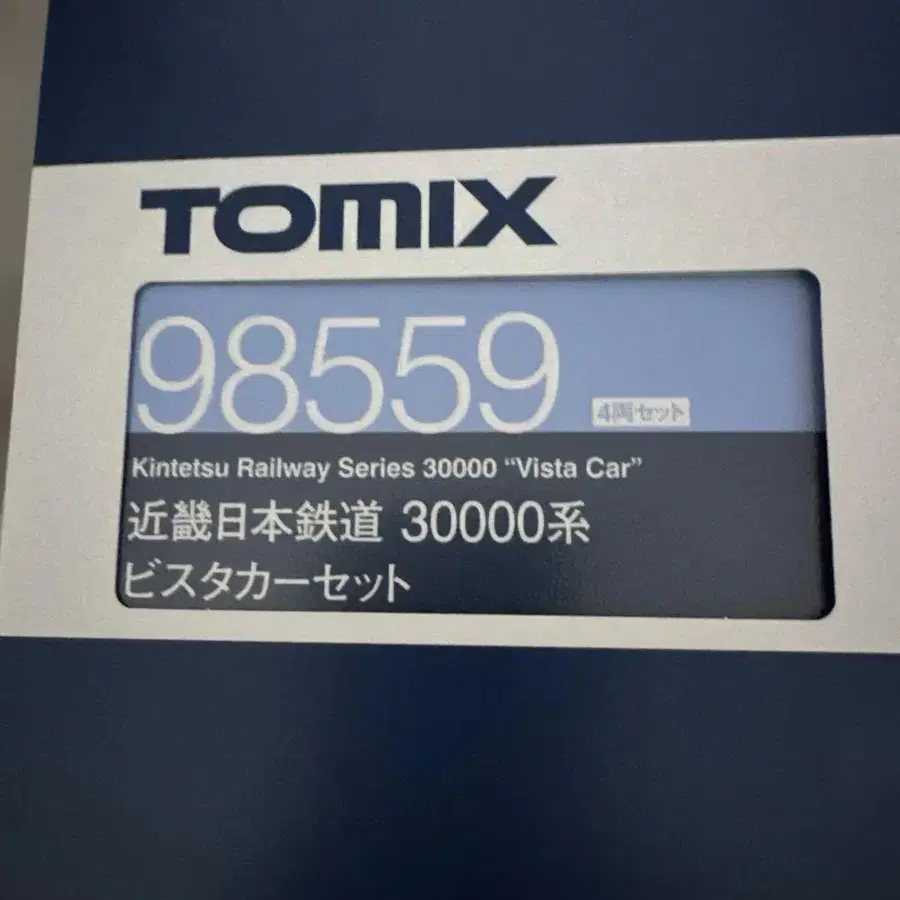 TOMIX
98559 4両セット
Kintetsu Railway Series 30000 “Vista Car”
近畿日本鉄道 30000系
ビスタカーセット